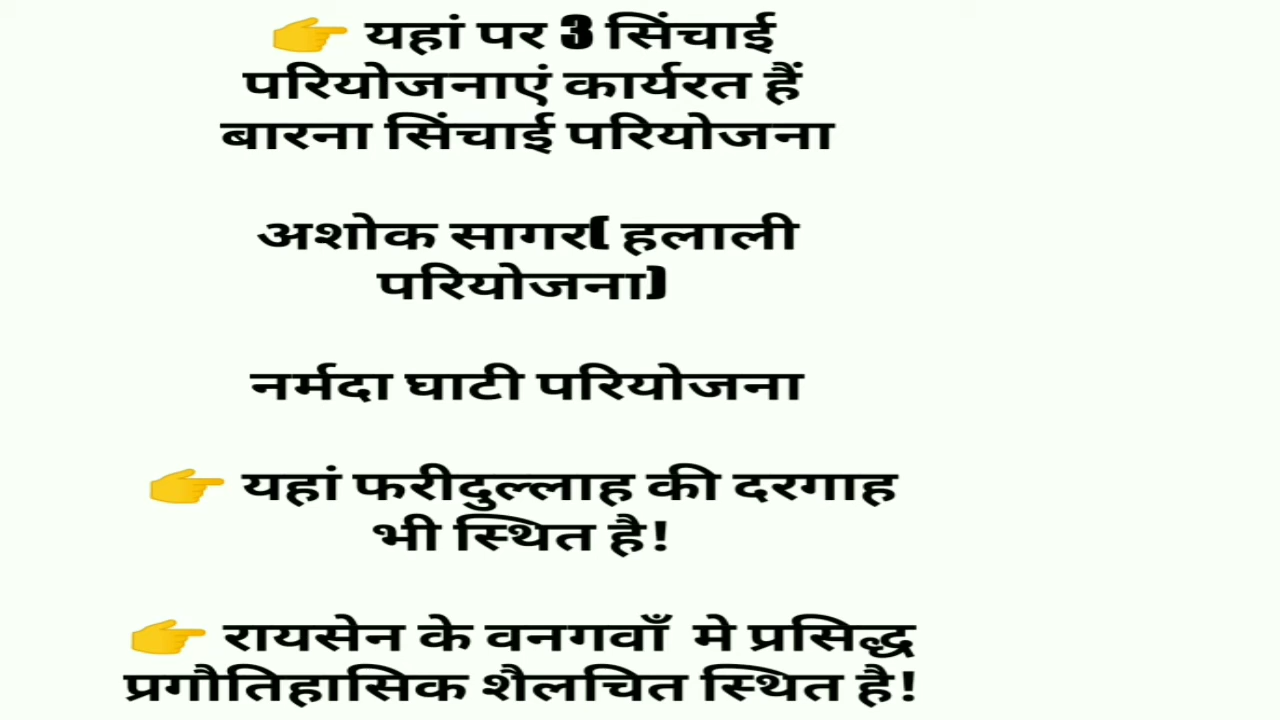 👉 यहां पर 3 सिंचाई
परियोजनाएं कार्यरत हैं
बारना सिंचाई परियोजना
अशोक सागर( हलाली
परियोजना)
नर्मदा घाटी परियोजना
👉 यहां फरीदुल्लाह की दरगाह
भी स्थित है!
👉 रायसेन के वनगवाँ मे प्रसिद्ध
प्रगौतिहासिक शैलचित स्थित है!